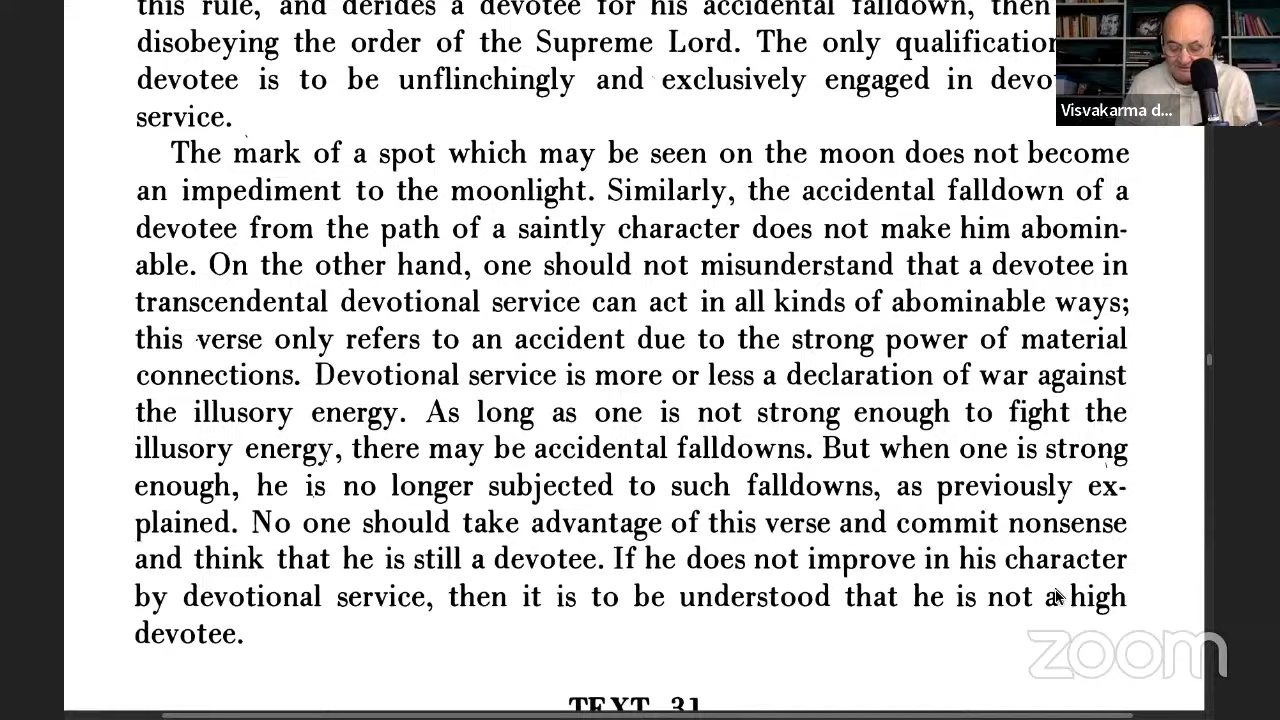 this rule, and derides a devotee for his accidental falldown, then
disobeying the order of the Supreme Lord. The only qualification
devotee is to be unflinchingly and exclusively engaged in devo
service.
The mark of a spot which may be seen on the moon does not become
an impediment to the moonlight. Similarly, the accidental falldown of a
devotee from the path of a saintly character does not make him abomin-
able. On the other hand, one should not misunderstand that a devotee in
transcendental devotional service can act in all kinds of abominable ways;
this verse only refers to an accident due to the strong power of material
connections. Devotional service is more or less a declaration of war against
the illusory energy. As long as one is not strong enough to fight the
illusory energy, there may be accidental falldowns. But when one is strong
enough, he is no longer subjected to such falldowns, as previously ex-
plained. No one should take advantage of this verse and commit nonsense
and think that he is still a devotee. If he does not improve in his character
by devotional service, then it is to be understood that he is not a high
devotee.
TEXT 31
Visvakarma d...
zoom